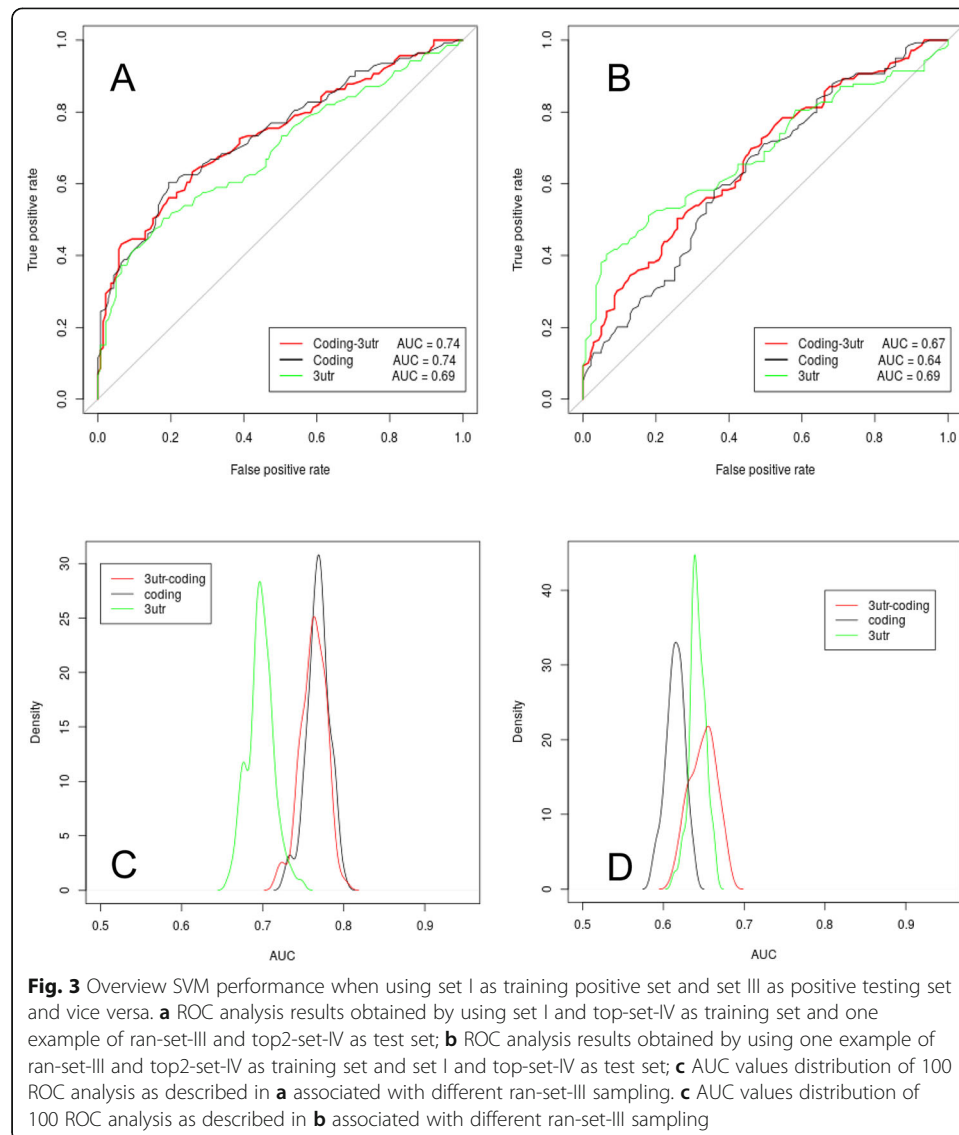 A
True positive rate
0.0
0.2
0.4
0.6
0.8
1.0
0.0 0.2 0.4 0.6 0.8 1.0
False positive rate
Coding-3utr AUC = 0.74
Coding AUC = 0.74
3utr AUC = 0.69
B
True positive rate
0.0
0.2
0.4
0.6
0.8
1.0
0.0 0.2 0.4 0.6 0.8 1.0
False positive rate
Coding-3utr AUC = 0.67
Coding AUC = 0.64
3utr AUC = 0.69
C
Density
0
5
10
15
20
25
30
0.5 0.6 0.7 0.8 0.9
AUC
3utr-coding
coding
3utr
D
Density
0
10
20
30
40
0.5 0.6 0.7 0.8 0.9
AUC
3utr-coding
coding
3utr
Fig. 3 Overview SVM performance when using set I as training positive set and set III as positive testing set
and vice versa. a ROC analysis results obtained by using set I and top-set-IV as training set and one
example of ran-set-III and top2-set-IV as test set; b ROC analysis results obtained by using one example of
ran-set-III and top2-set-IV as training set and set I and top-set-IV as test set; c AUC values distribution of 100
ROC analysis as described in a associated with different ran-set-III sampling. c AUC values distribution of
100 ROC analysis as described in b associated with different ran-set-III sampling